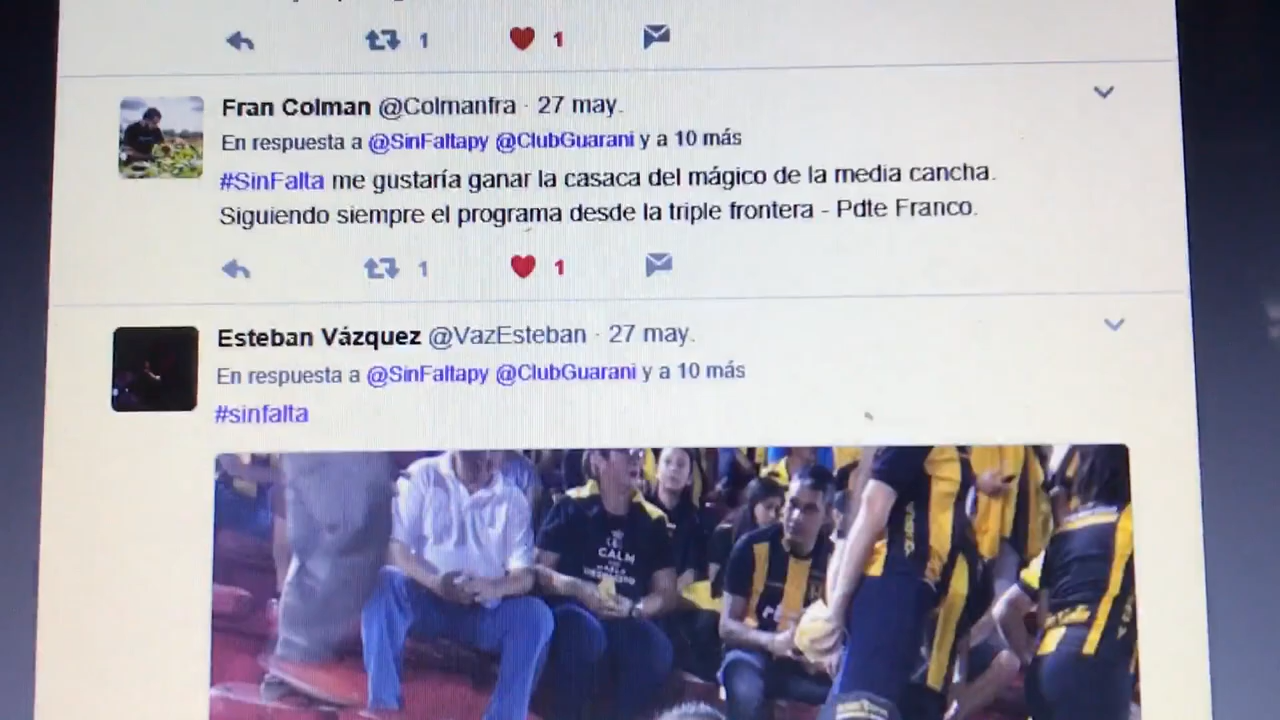 1 1
Fran Colman @Colmanfra · 27 may.
En respuesta a @SinFaltapy @ClubGuarani y a 10 más
#SinFalta me gustaría ganar la casaca del mágico de la media cancha.
Siguiendo siempre el programa desde la triple frontera - Pdte Franco.
1 1
Esteban Vázquez @VazEsteban · 27 may.
En respuesta a @SinFaltapy @ClubGuarani y a 10 más
#sinfalta
CALM